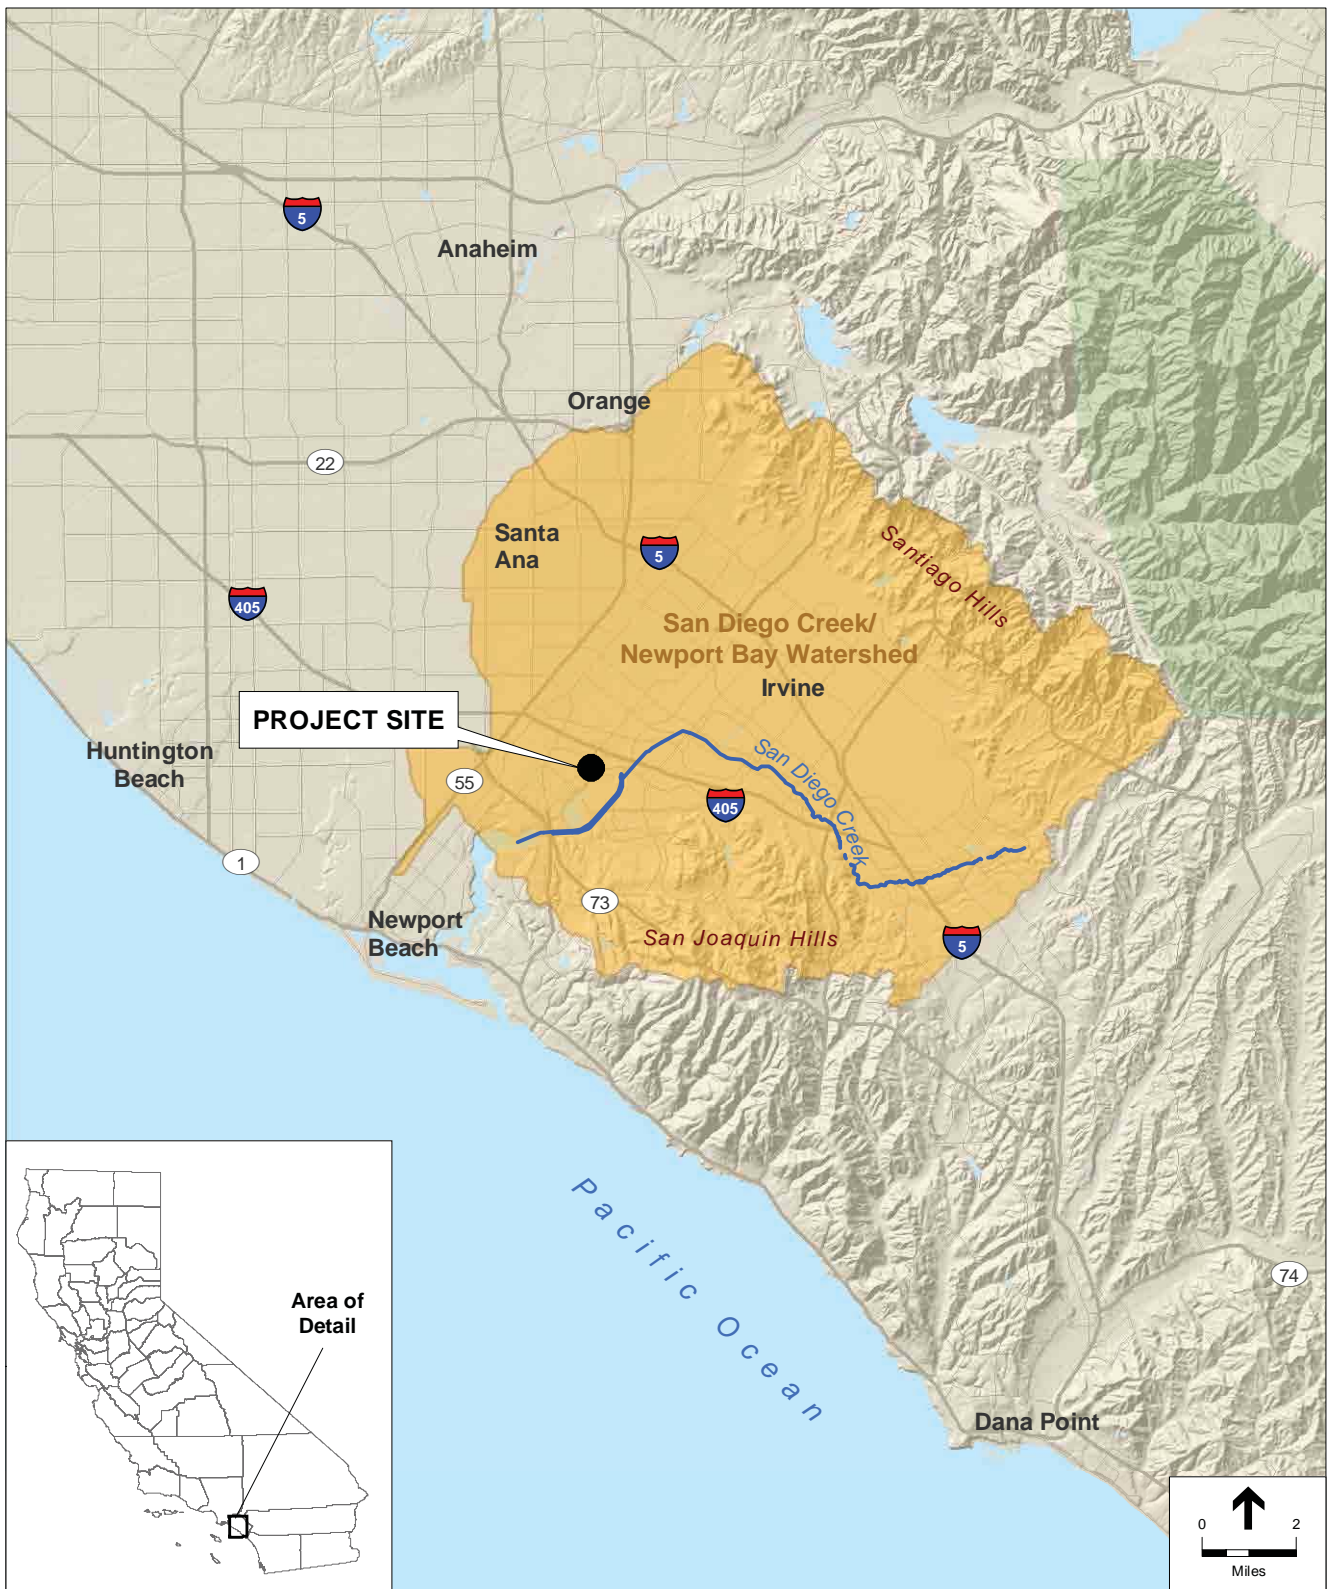 5
Anaheim
Orange
22
Santa
Ana
5
Santiago Hills
405
San Diego Creek/
Newport Bay Watershed
Irvine
PROJECT SITE
Huntington
Beach
55
San Diego Creek
405
1
73
Newport
Beach
San Joaquin Hills
5
Pacific Ocean
74
Area of
Detail
Dana Point
0 2
Miles